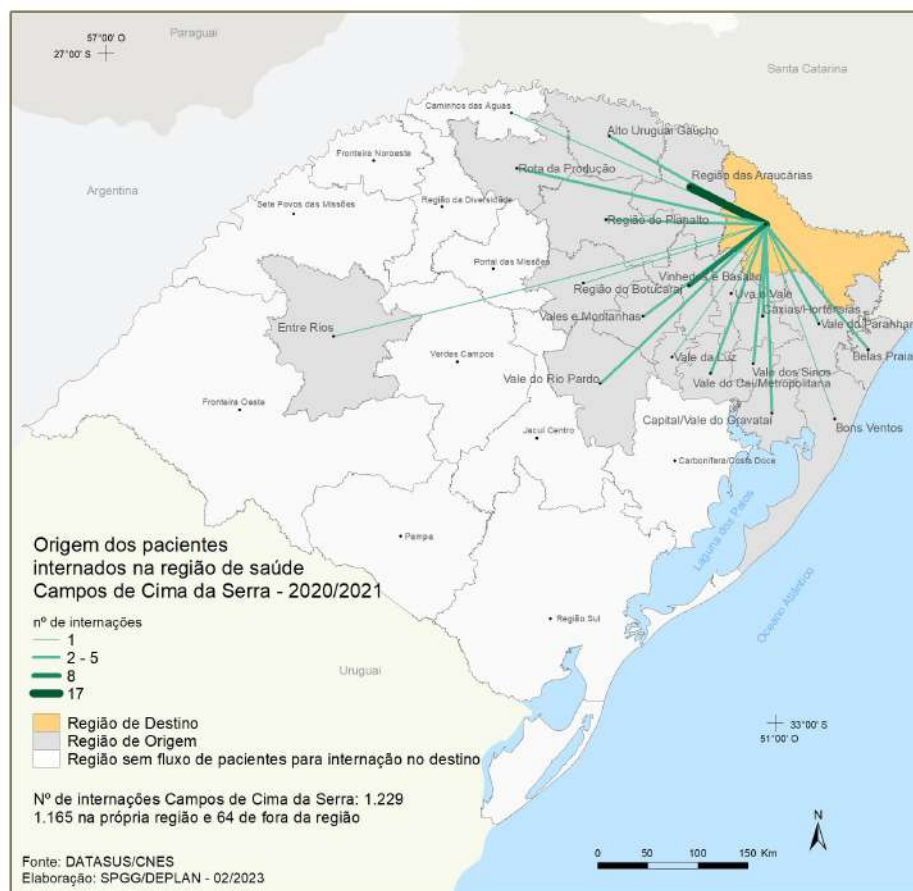 Paraguai
57°00' O
27°00' S
Santa Catarina
Caminhos das Águas
Alto Uruguai Gaúcho
Fronteira Noroeste
Rota da Produção
Região das Araucárias
Argentina
Sete Povos das Missões
Região da Diversidade
Região do Planalto
Portal das Missões
Vinhedos e Basalto
Região do Botucaraí
Uva e Vale
Caxias/Hortênsias
Entre Rios
Vales e Montanhas
Vale do Paranhana
Verdes Campos
Vale da Luz
Belas Praias
Vale dos Sinos
Vale do Rio Pardo
Vale do Caí/Metropolitana
Fronteira Oeste
Capital/Vale do Gravataí
Bons Ventos
Jacuí Centro
Carbonífera/Costa Doce
Laguna dos Patos
Pampa
Oceano Atlântico
Região Sul
Uruguai
Origem dos pacientes
internados na região de saúde
Campos de Cima da Serra - 2020/2021
nº de internações
1
2 - 5
8
17
Região de Destino
Região de Origem
Região sem fluxo de pacientes para internação no destino
33°00' S
51°00' O
Nº de internações Campos de Cima da Serra: 1.229
1.165 na própria região e 64 de fora da região
N
0 50 100 150 Km
Fonte: DATASUS/CNES
Elaboração: SPGG/DEPLAN - 02/2023